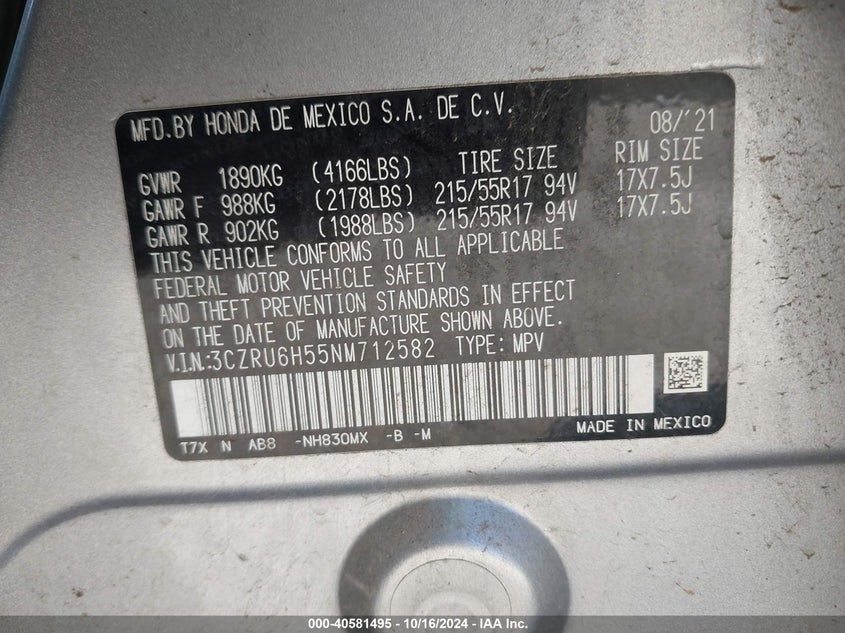 MFD.BY HONDA DE MEXICO S.A. DE C.V. 08/'21
GVWR 1890KG (4166LBS) TIRE SIZE RIM SIZE
GAWR F 988KG (2178LBS) 215/55R17 94V 17X7.5J
GAWR R 902KG (1988LBS) 215/55R17 94V 17X7.5J
THIS VEHICLE CONFORMS TO ALL APPLICABLE
FEDERAL MOTOR VEHICLE SAFETY
AND THEFT PREVENTION STANDARDS IN EFFECT
ON THE DATE OF MANUFACTURE SHOWN ABOVE.
V.I.N:3CZRU6H55NM712582 TYPE: MPV
T7X N AB8 -NH830MX -B -M MADE IN MEXICO
000-40581495 - 10/16/2024 - IAA Inc.